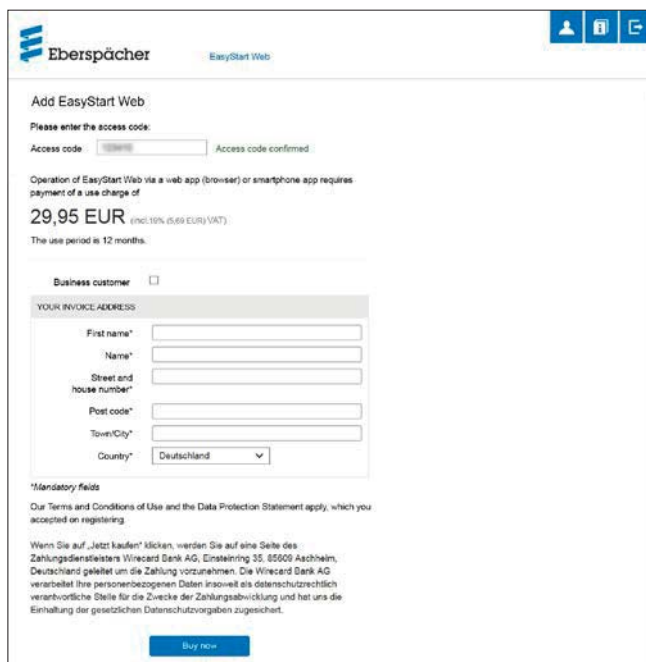 Eberspächer
EasyStart Web
Add EasyStart Web
Please enter the access code:
Access code
Access code confirmed
Operation of EasyStart Web via a web app (browser) or smartphone app requires
payment of a use charge of
29,95 EUR (incl.19% (5,69 EUR) VAT)
The use period is 12 months.
Business customer
YOUR INVOICE ADDRESS
First name*
Name*
Street and
house number*
Post code*
Town/City*
Country* Deutschland
*Mandatory fields
Our Terms and Conditions of Use and the Data Protection Statement apply, which you
accepted on registering.
Wenn Sie auf „Jetzt kaufen" klicken, werden Sie auf eine Seite des
Zahlungsdienstleisters Wirecard Bank AG, Einsteinring 35, 85609 Aschheim,
Deutschland geleitet um die Zahlung vorzunehmen. Die Wirecard Bank AG
verarbeitet Ihre personenbezogenen Daten insoweit als datenschutzrechtlich
verantwortliche Stelle für die Zwecke der Zahlungsabwicklung und hat uns die
Einhaltung der gesetzlichen Datenschutzvorgaben zugesichert.
Buy now